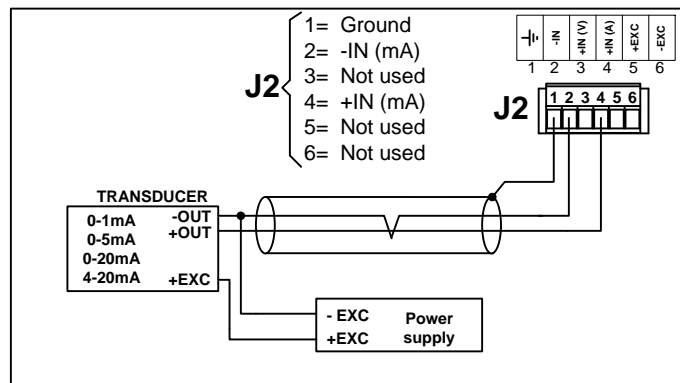 J2
1= Ground
2= -IN (mA)
3= Not used
4= +IN (mA)
5= Not used
6= Not used
-IN
+IN (V)
+IN (A)
+EXC
-EXC
1 2 3 4 5 6
J2
1 2 3 4 5 6
TRANSDUCER
0-1mA -OUT
0-5mA +OUT
0-20mA
4-20mA +EXC
- EXC Power
+EXC supply